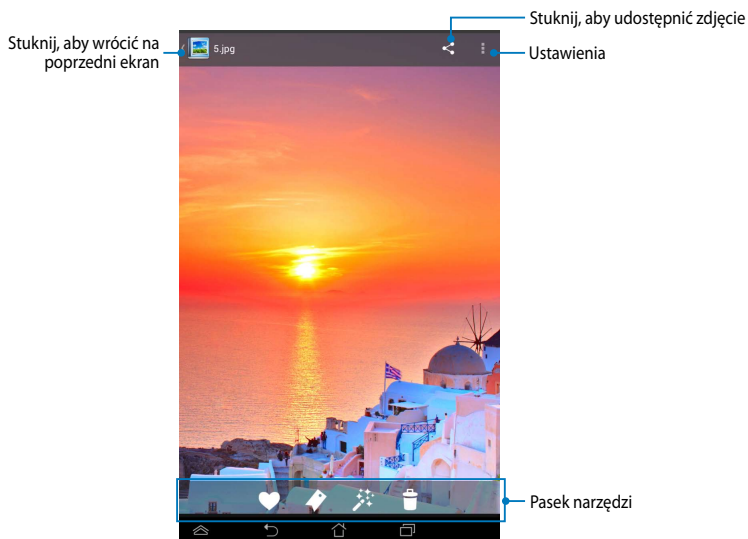 Stuknij, aby udostępnić zdjęcie
Stuknij, aby wrócić na
poprzedni ekran
5.jpg
Ustawienia
Pasek narzędzi